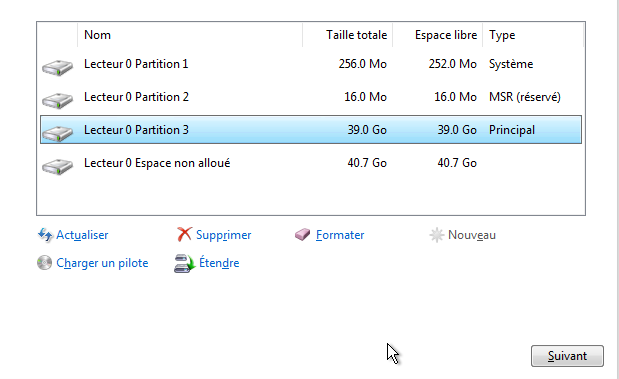 Nom Taille totale Espace libre Type
Lecteur 0 Partition 1 256.0 Mo 252.0 Mo Système
Lecteur 0 Partition 2 16.0 Mo 16.0 Mo MSR (réservé)
Lecteur 0 Partition 3 39.0 Go 39.0 Go Principal
Lecteur 0 Espace non alloué 40.7 Go 40.7 Go
Actualiser Supprimer Formater Nouveau
Charger un pilote Étendre
Suivant